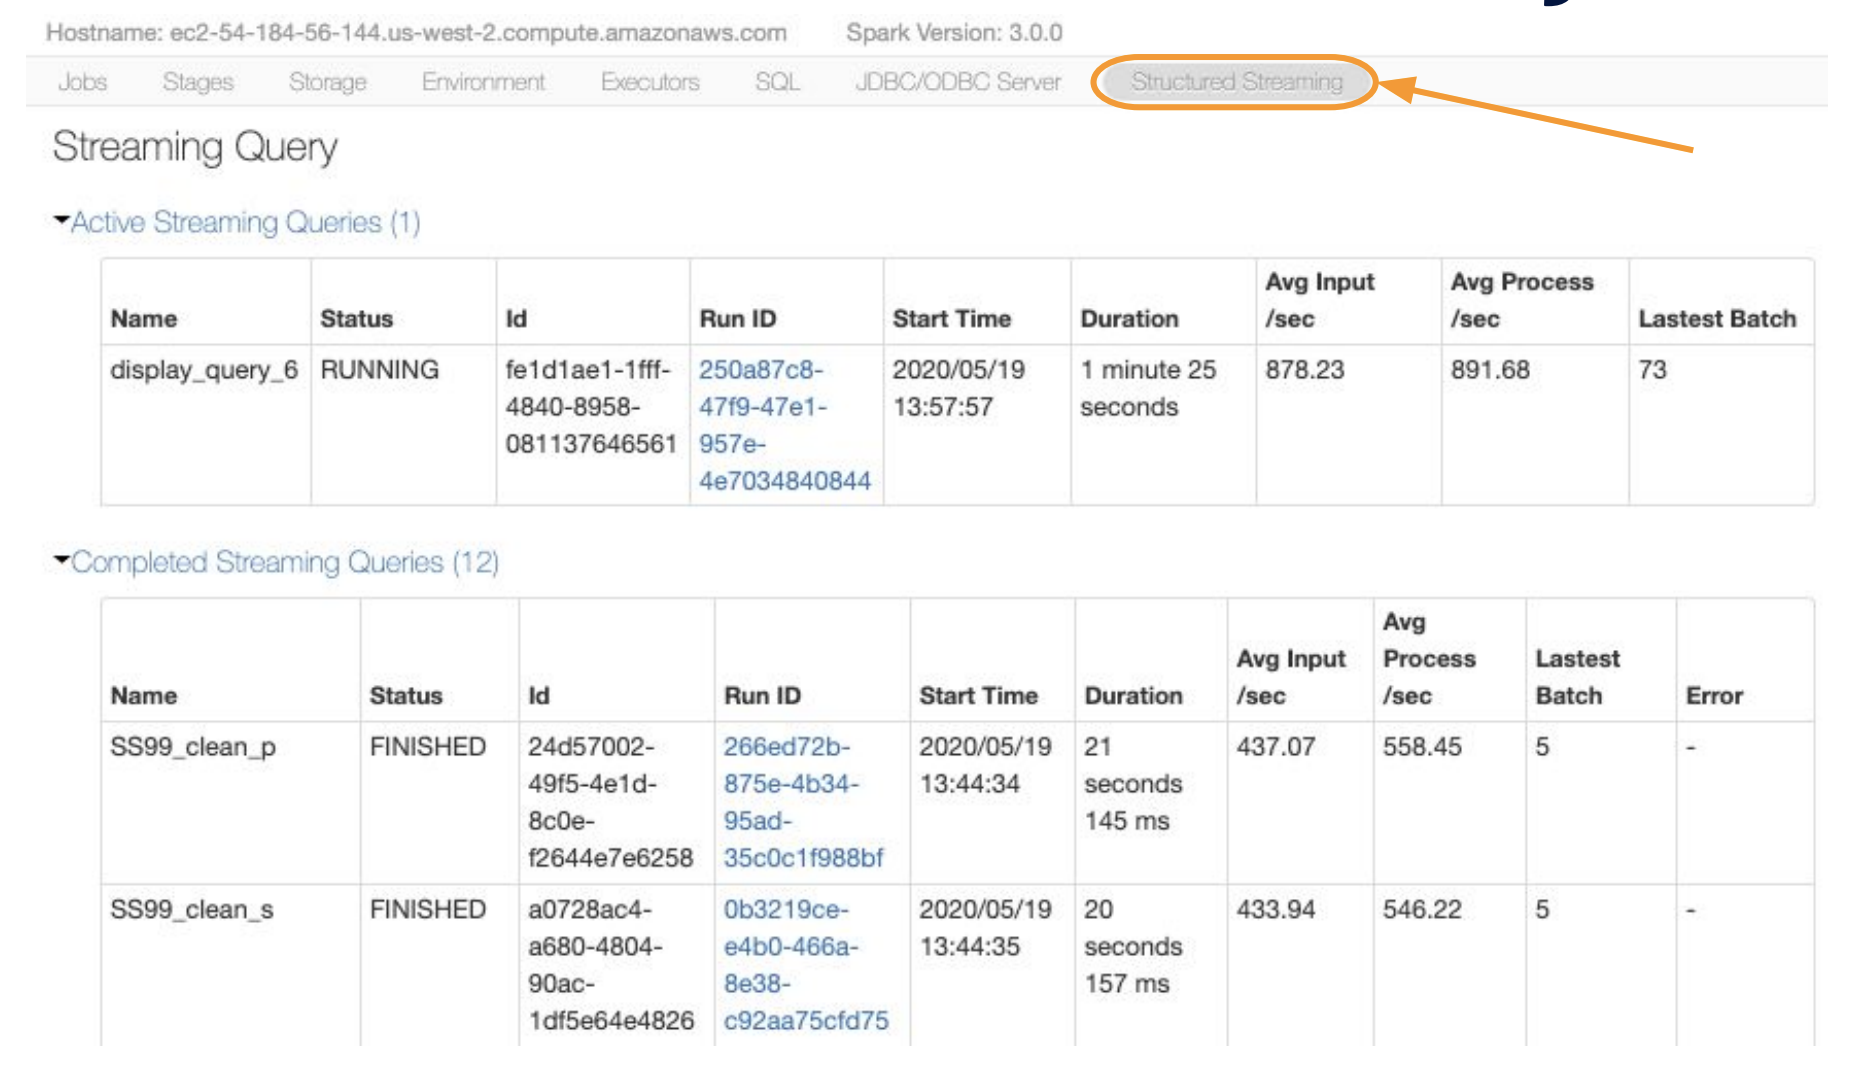 Hostname: ec2-54-184-56-144.us-west-2.compute.amazonaws.com Spark Version: 3.0.0
Jobs Stages Storage Environment Executors SQL JDBC/ODBC Server Structured Streaming
Streaming Query
Active Streaming Queries (1)
Name Status Id Run ID Start Time Duration Avg Input /sec Avg Process /sec Lastest Batch
display_query_6 RUNNING fe1d1ae1-1fff- 250a87c8- 2020/05/19 1 minute 25 878.23 891.68 73
4840-8958- 47f9-47e1- 13:57:57 seconds
081137646561 957e-
4e7034840844
Completed Streaming Queries (12)
Name Status Id Run ID Start Time Duration Avg Input /sec Avg Process /sec Lastest Batch Error
SS99_clean_p FINISHED 24d57002- 266ed72b- 2020/05/19 21 437.07 558.45 5 -
49f5-4e1d- 875e-4b34- 13:44:34 seconds
8c0e- 95ad- 145 ms
f2644e7e6258 35c0c1f988bf
SS99_clean_s FINISHED a0728ac4- 0b3219ce- 2020/05/19 20 433.94 546.22 5 -
a680-4804- e4b0-466a- 13:44:35 seconds
90ac- 8e38- 157 ms
1df5e64e4826 c92aa75cfd75